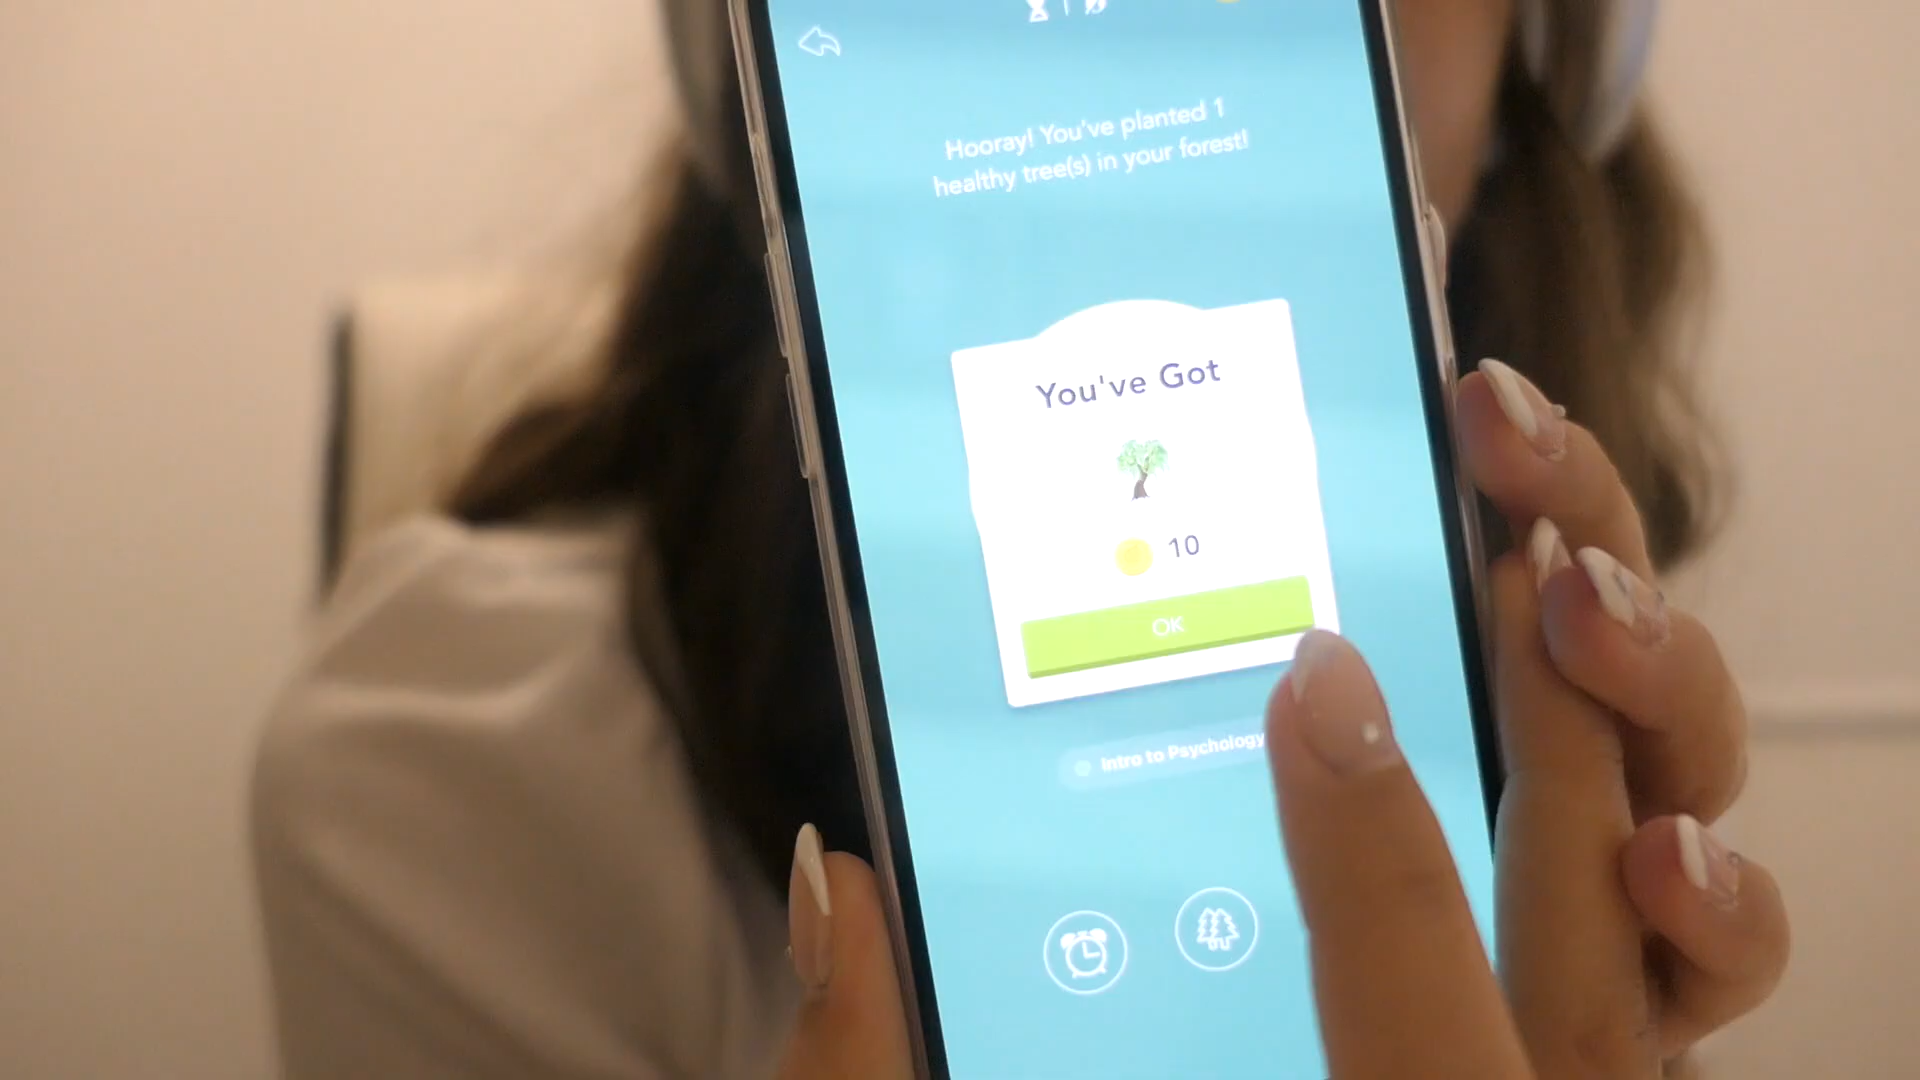 Hooray! You've planted 1
healthy tree(s) in your forest!
You've Got
10
OK
Intro to Psychology